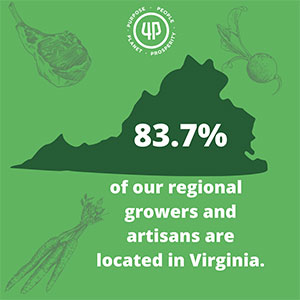 PURPOSE · PEOPLE · PROSPERITY · PLANET ·
4P
83.7%
of our regional
growers and
artisans are
located in Virginia.